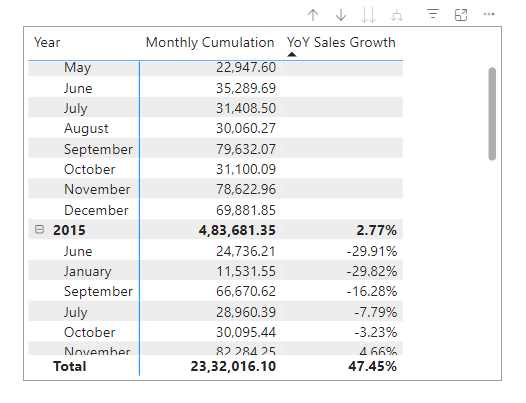 Year Monthly Cumulation YoY Sales Growth
May 22,947.60
June 35,289.69
July 31,408.50
August 30,060.27
September 79,632.07
October 31,100.09
November 78,622.96
December 69,881.85
2015 4,83,681.35 2.77%
June 24,736.21 -29.91%
January 11,531.55 -29.82%
September 66,670.62 -16.28%
July 28,960.39 -7.79%
October 30,095.44 -3.23%
November 82,284.25 4.66%
Total 23,32,016.10 47.45%